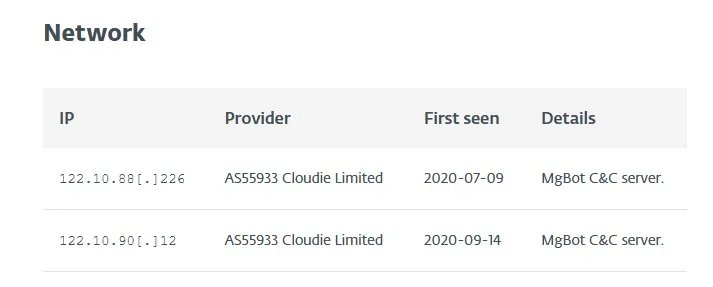 Network
IP Provider First seen Details
122.10.88[.]226 AS55933 Cloudie Limited 2020-07-09 MgBot C&C server.
122.10.90[.]12 AS55933 Cloudie Limited 2020-09-14 MgBot C&C server.